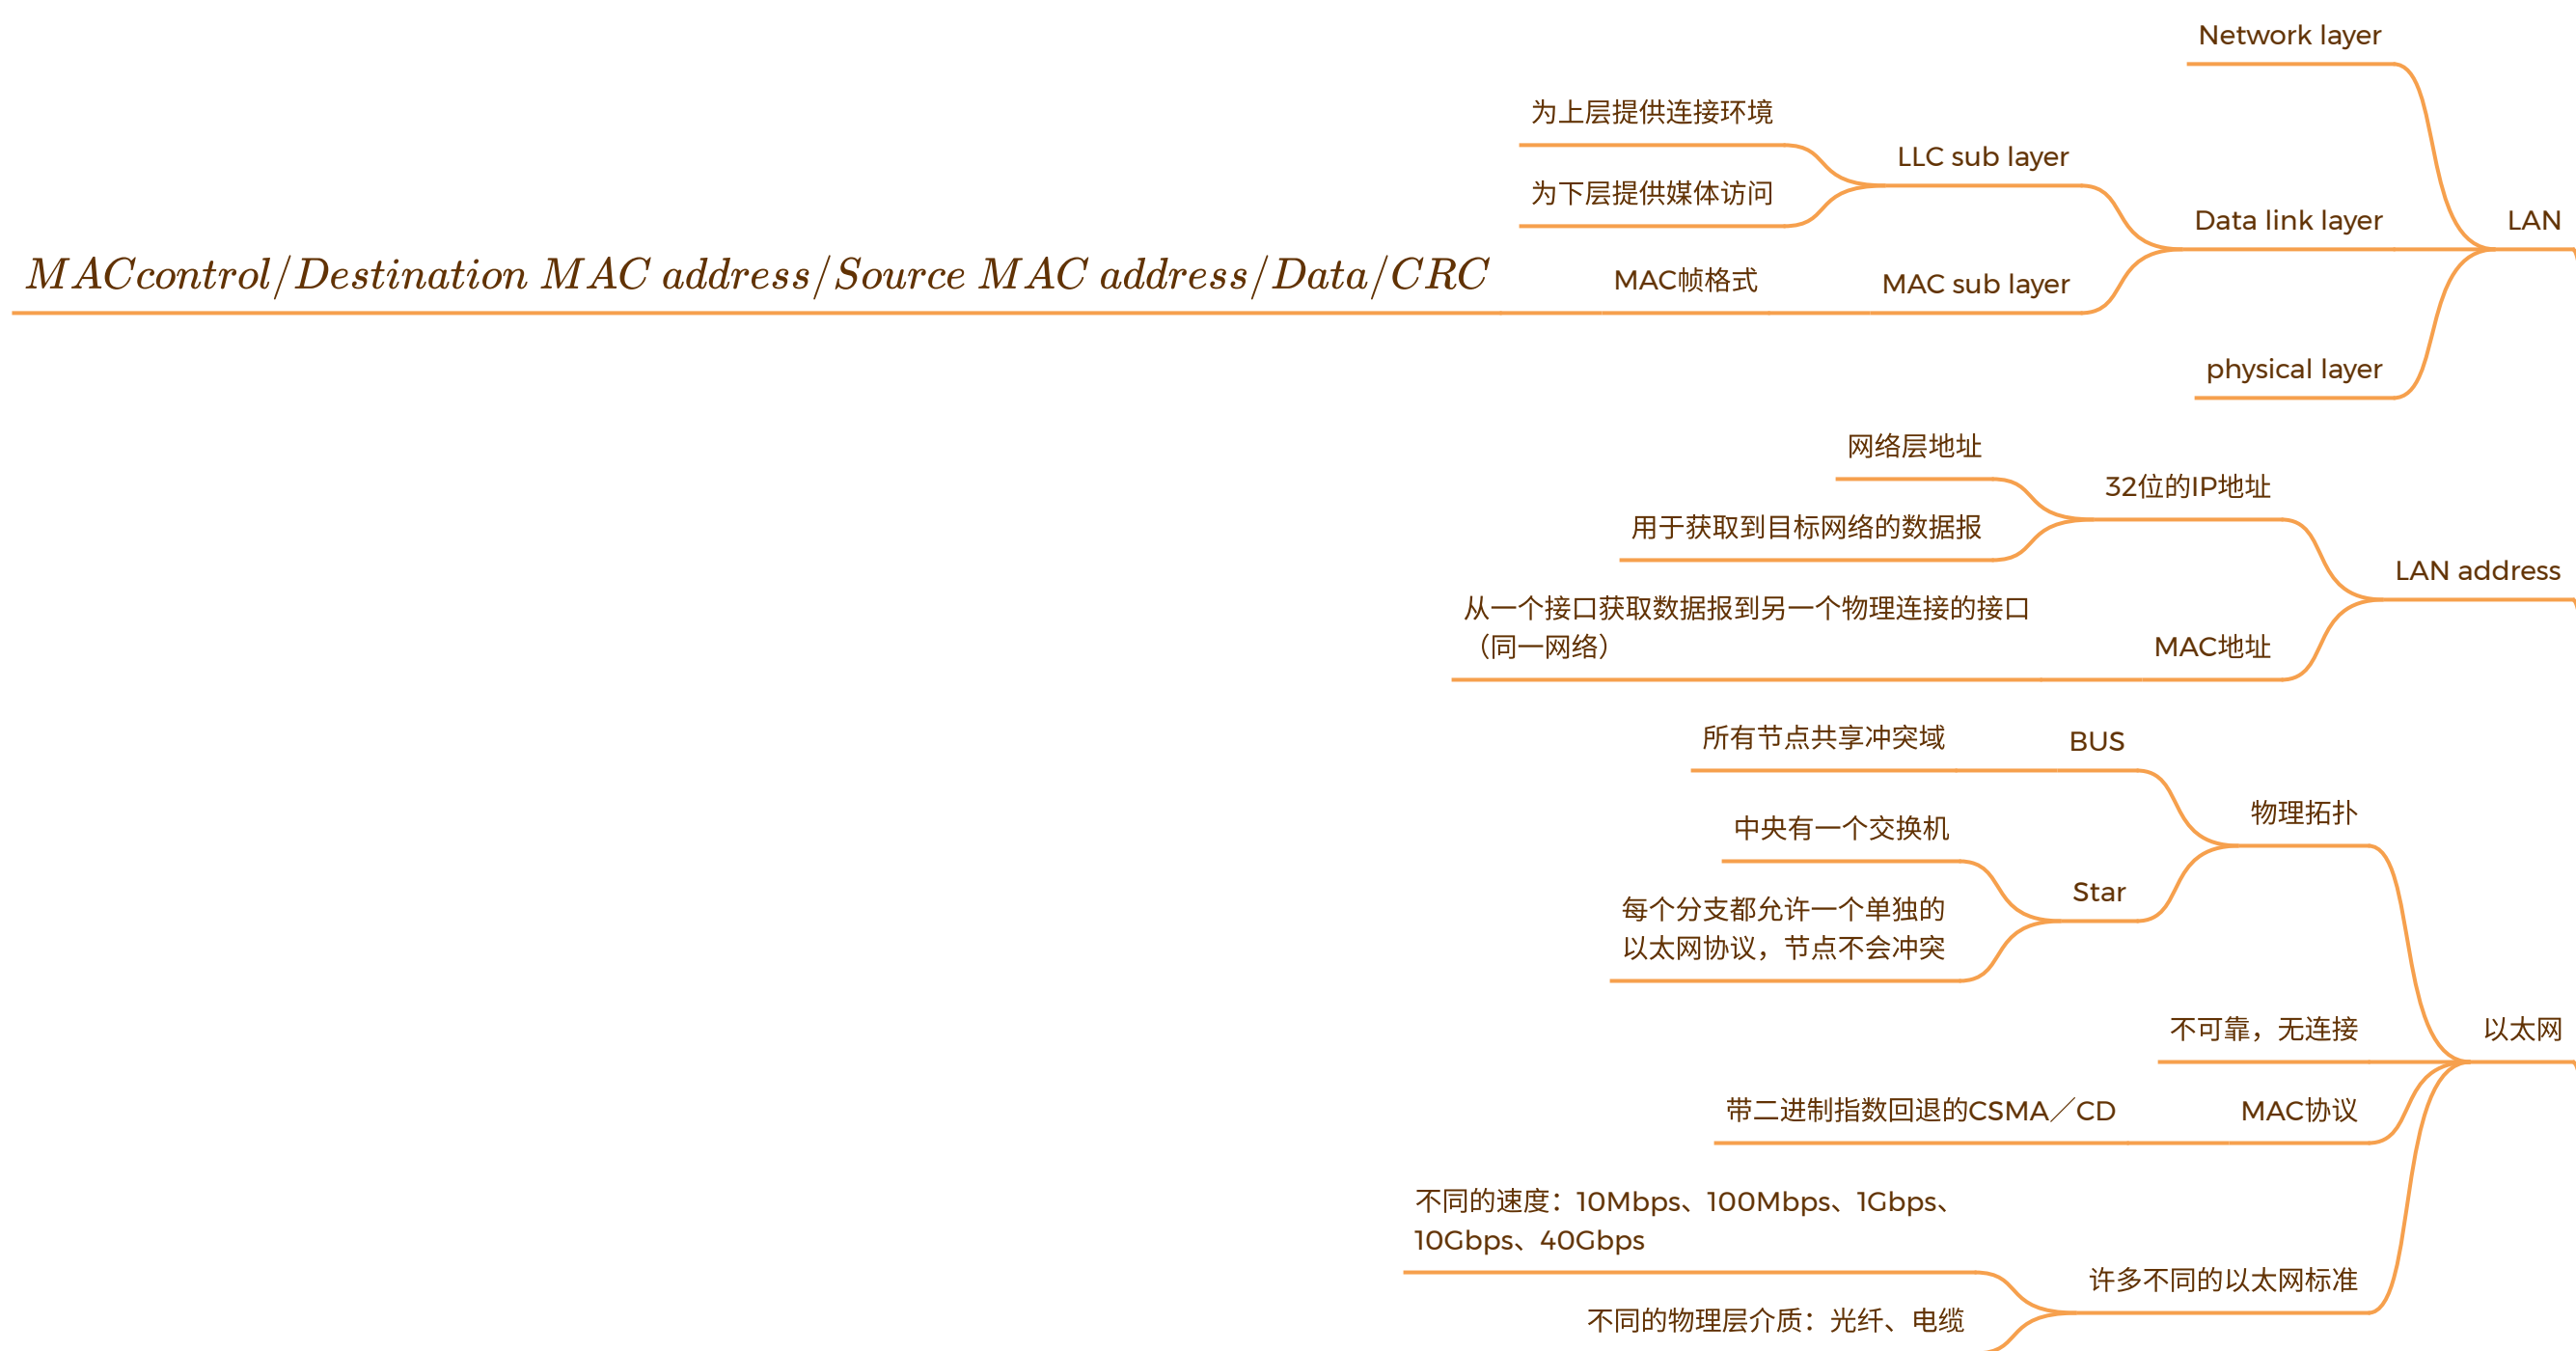 Network layer
为上层提供连接环境
LLC sub layer
为下层提供媒体访问
Data link layer
LAN
MACcontrol/Destination MAC address/Source MAC address/Data/CRC
MAC帧格式
MAC sub layer
physical layer
网络层地址
32位的IP地址
用于获取到目标网络的数据报
LAN address
从一个接口获取数据报到另一个物理连接的接口
（同一网络）
MAC地址
所有节点共享冲突域
BUS
物理拓扑
中央有一个交换机
Star
每个分支都允许一个单独的
以太网协议，节点不会冲突
不可靠，无连接
以太网
带二进制指数回退的CSMA／CD
MAC协议
不同的速度：10Mbps、100Mbps、1Gbps、
10Gbps、40Gbps
许多不同的以太网标准
不同的物理层介质：光纤、电缆